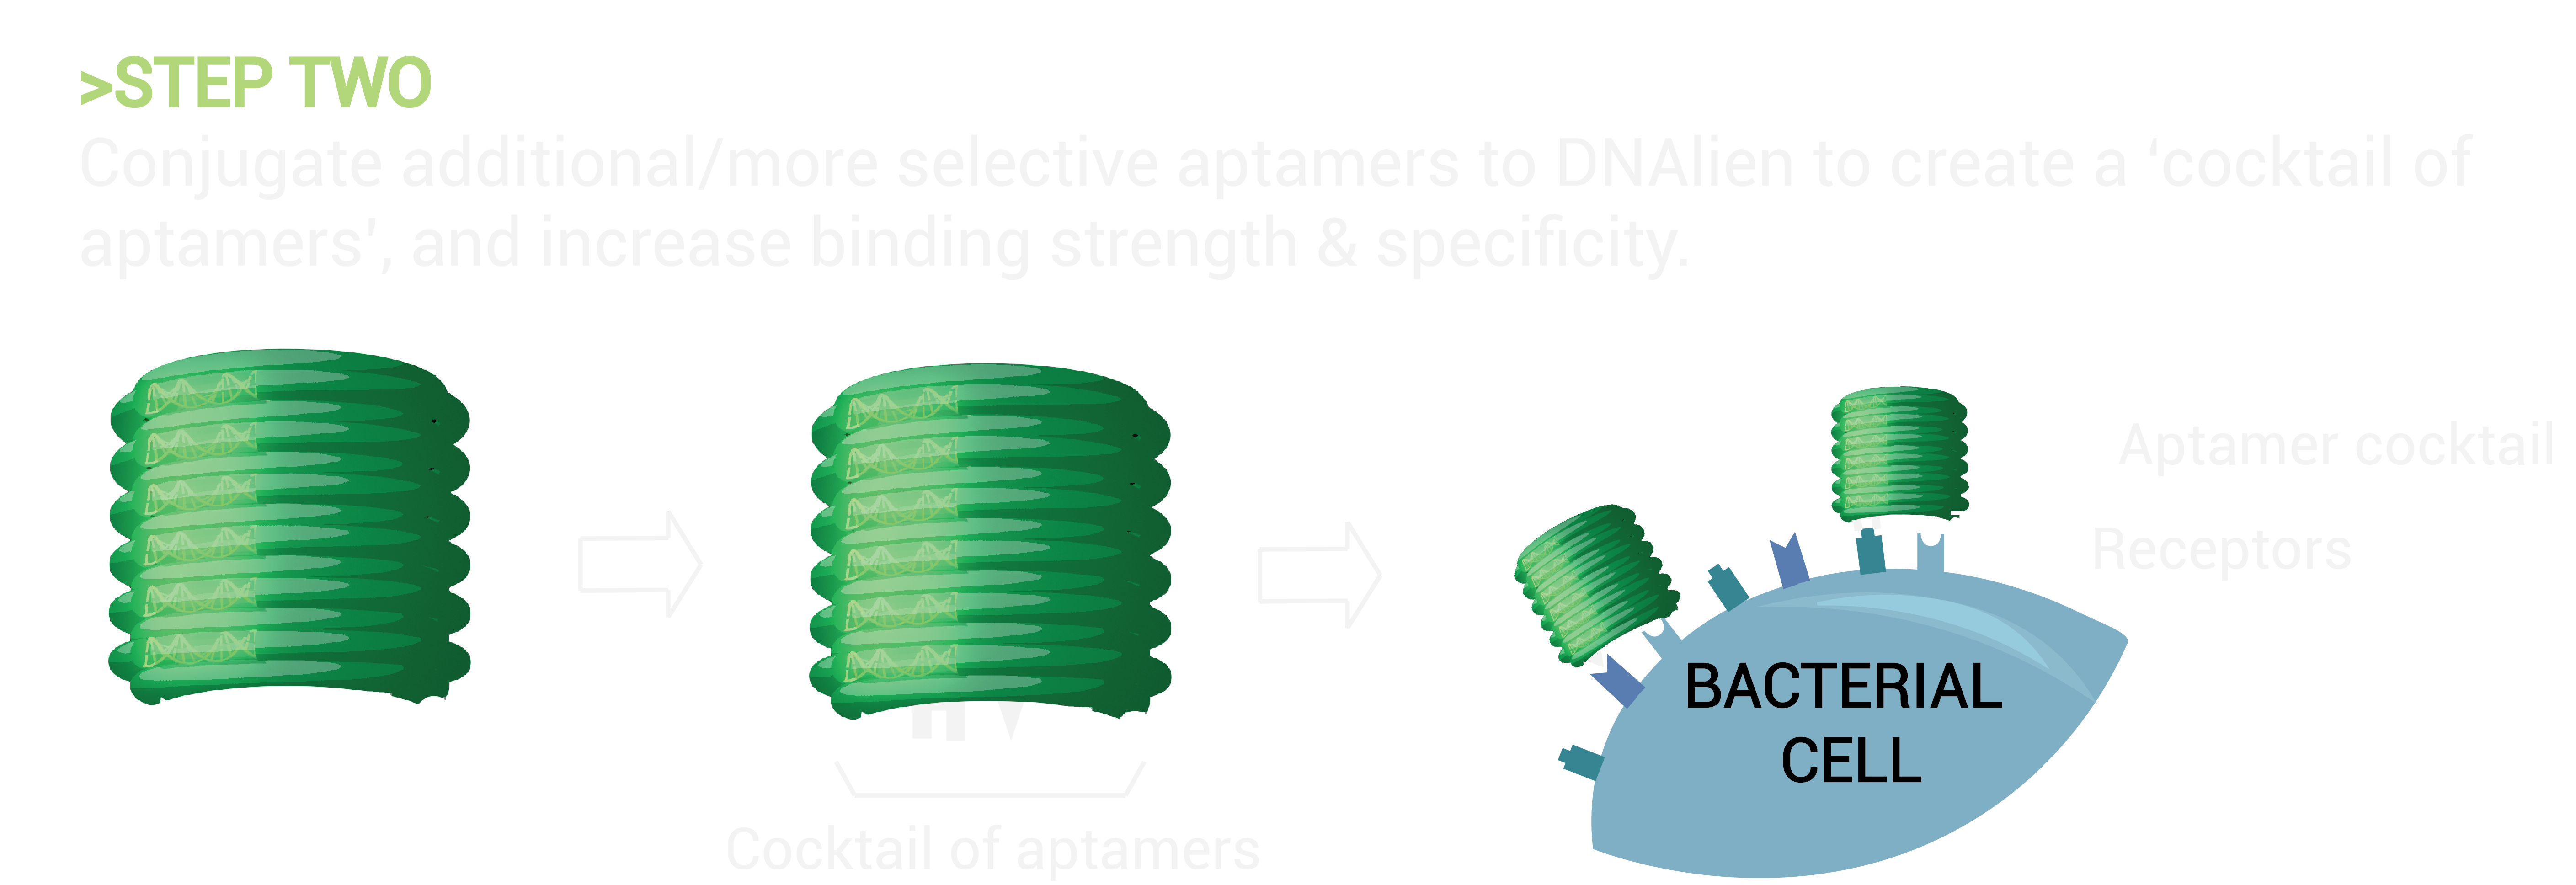 >STEP TWO
Conjugate additional/more selective aptamers to DNAlien to create a ‘cocktail of
aptamers’, and increase binding strength & specificity.
Aptamer cocktail
Receptors
BACTERIAL
CELL
Cocktail of aptamers